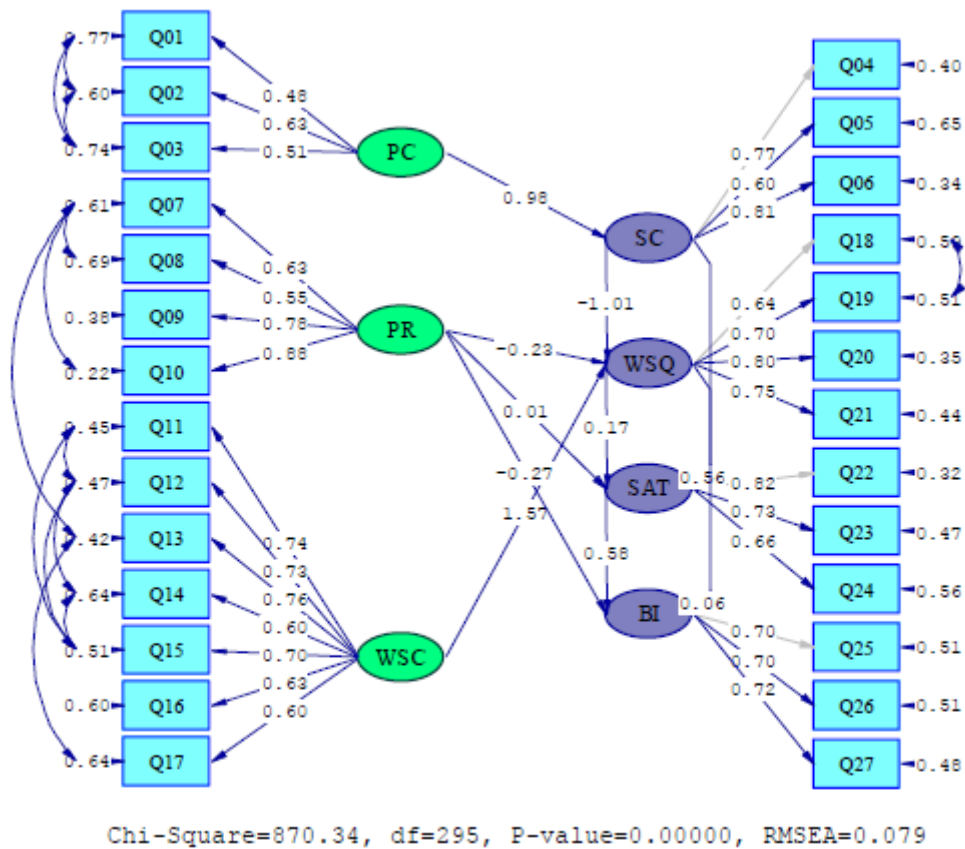 0.77 Q01
0.60 Q02
0.74 Q03
0.61 Q07
0.69 Q08
0.38 Q09
0.22 Q10
0.45 Q11
0.47 Q12
0.42 Q13
0.64 Q14
0.51 Q15
0.60 Q16
0.64 Q17
0.48
0.63
0.51
PC
0.63
0.55
0.78
0.88
PR
0.74
0.73
0.76
0.60
0.70
0.63
0.60
WSC
0.98
-0.23
0.01
-0.27
1.57
SC
-1.01
WSQ
0.17
SAT
0.58
BI
0.56
0.06
0.77
0.60
0.81
0.64
0.70
0.80
0.75
0.82
0.73
0.66
0.70
0.70
0.72
Q04 0.40
Q05 0.65
Q06 0.34
Q18
Q19 0.51
Q20 0.35
Q21 0.44
Q22 0.32
Q23 0.47
Q24 0.56
Q25 0.51
Q26 0.51
Q27 0.48
Chi-Square=870.34, df=295, P-value=0.00000, RMSEA=0.079